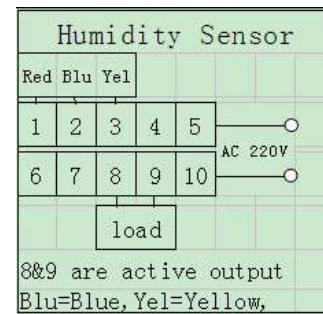 Humidity Sensor
Red Blu Yel
1 2 3 4 5
AC 220V
6 7 8 9 10
load
8&9 are active output
Blu=Blue,Yel=Yellow,